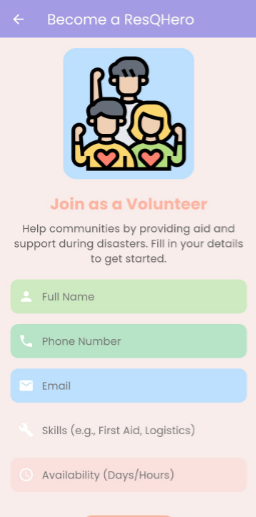 Become a ResQHero
Join as a Volunteer
Help communities by providing aid and
support during disasters. Fill in your details
to get started.
Full Name
Phone Number
Email
Skills (e.g., First Aid, Logistics)
Availability (Days/Hours)